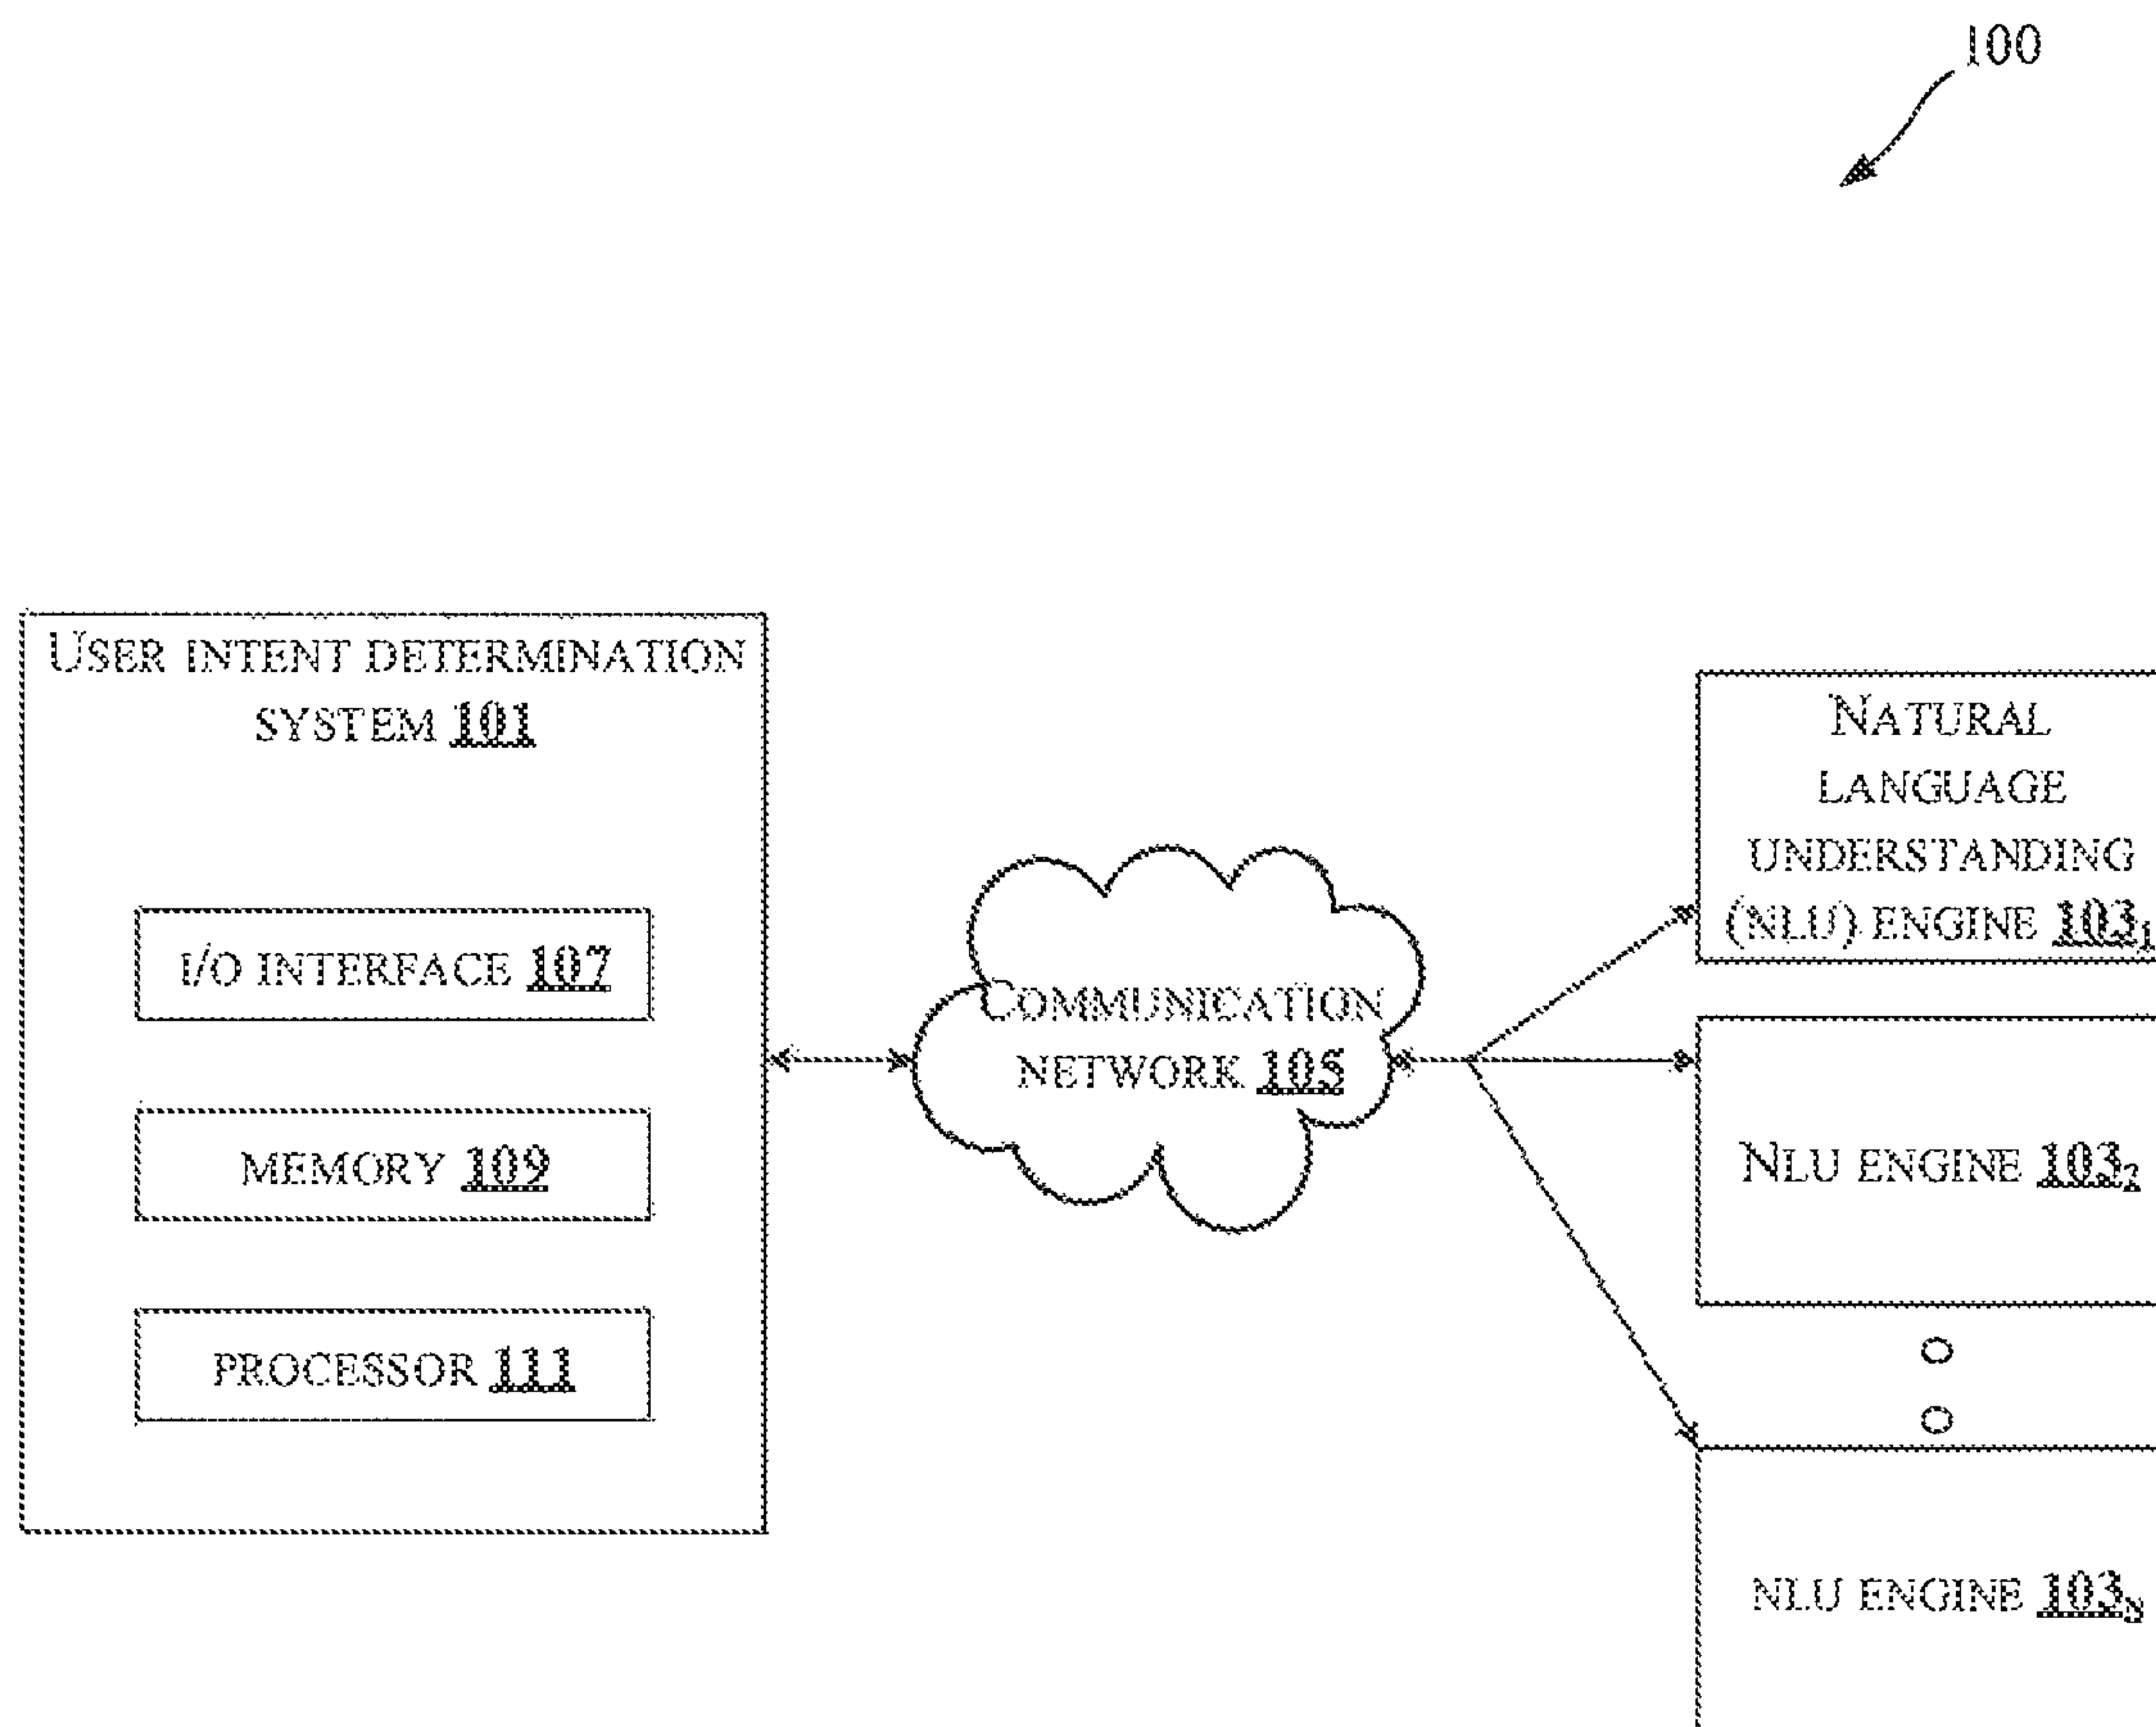 100
USER INTENT DETERMINATION
SYSTEM 101
I/O INTERFACE 107
MEMORY 109
PROCESSOR 111
COMMUNICATION
NETWORK 105
NATURAL
LANGUAGE
UNDERSTANDING
(NLU) ENGINE 103₁
NLU ENGINE 103₂
NLU ENGINE 103N